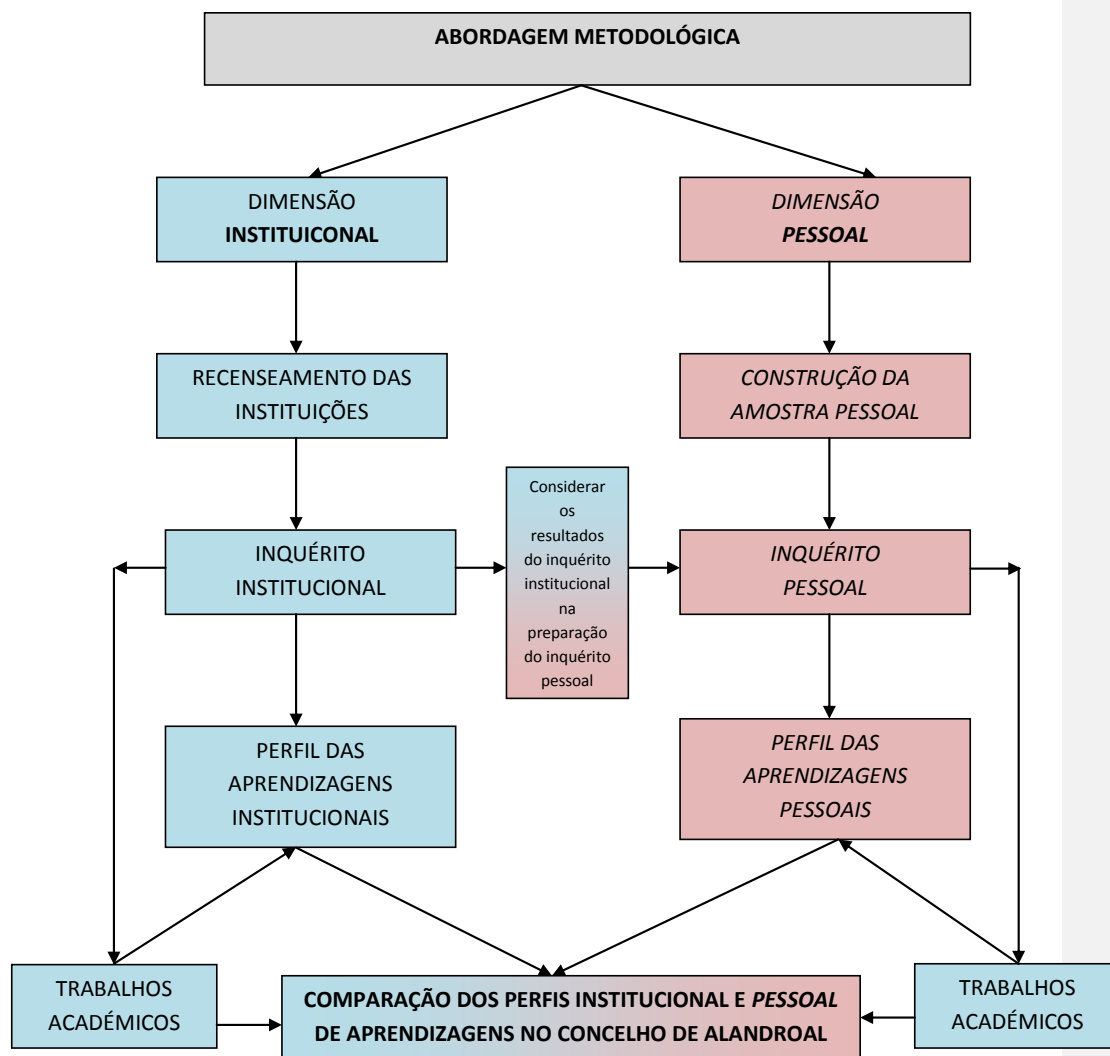 ABORDAGEM METODOLÓGICA
DIMENSÃO
INSTITUICONAL
DIMENSÃO
PESSOAL
RECENSEAMENTO DAS
INSTITUIÇÕES
CONSTRUÇÃO DA
AMOSTRA PESSOAL
INQUÉRITO
INSTITUCIONAL
Considerar
os
resultados
do inquérito
institucional
na
preparação
do inquérito
pessoal
INQUÉRITO
PESSOAL
PERFIL DAS
APRENDIZAGENS
INSTITUCIONAIS
PERFIL DAS
APRENDIZAGENS
PESSOAIS
TRABALHOS
ACADÉMICOS
COMPARAÇÃO DOS PERFIS INSTITUCIONAL E PESSOAL
DE APRENDIZAGENS NO CONCELHO DE ALANDROAL
TRABALHOS
ACADÉMICOS